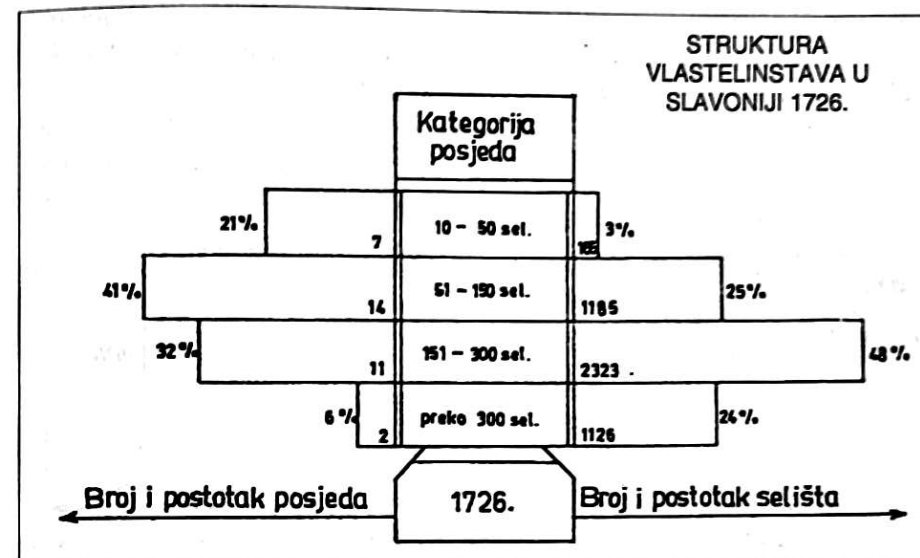 STRUKTURA
VLASTELINSTAVA U
SLAVONIJI 1726.
Kategorija
posjeda
21% 7 10 - 50 sel. 3%
41% 14 51 - 150 sel. 1185 25%
32% 11 151 - 300 sel. 2323 48%
6% 2 preko 300 sel. 1126 24%
Broj i postotak posjeda 1726. Broj i postotak selišta